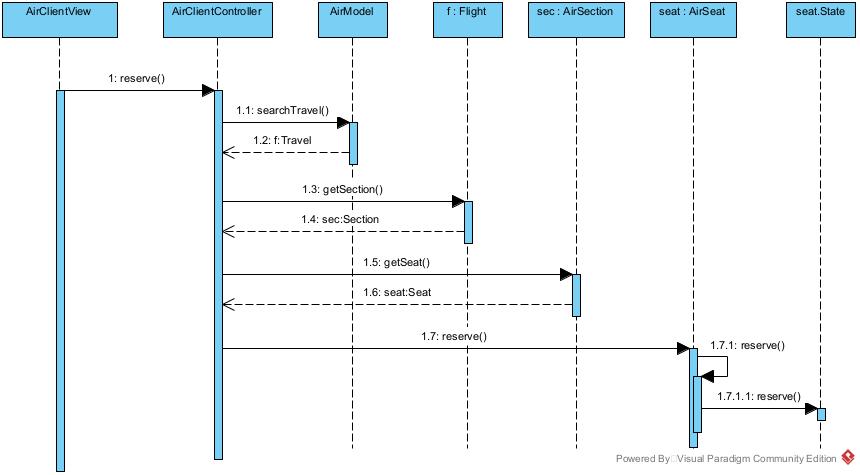 AirClientView
AirClientController
AirModel
f : Flight
sec : AirSection
seat : AirSeat
seat.State
1: reserve()
1.1: searchTravel()
1.2: f:Travel
1.3: getSection()
1.4: sec:Section
1.5: getSeat()
1.6: seat:Seat
1.7: reserve()
1.7.1: reserve()
1.7.1.1: reserve()
Powered By Visual Paradigm Community Edition